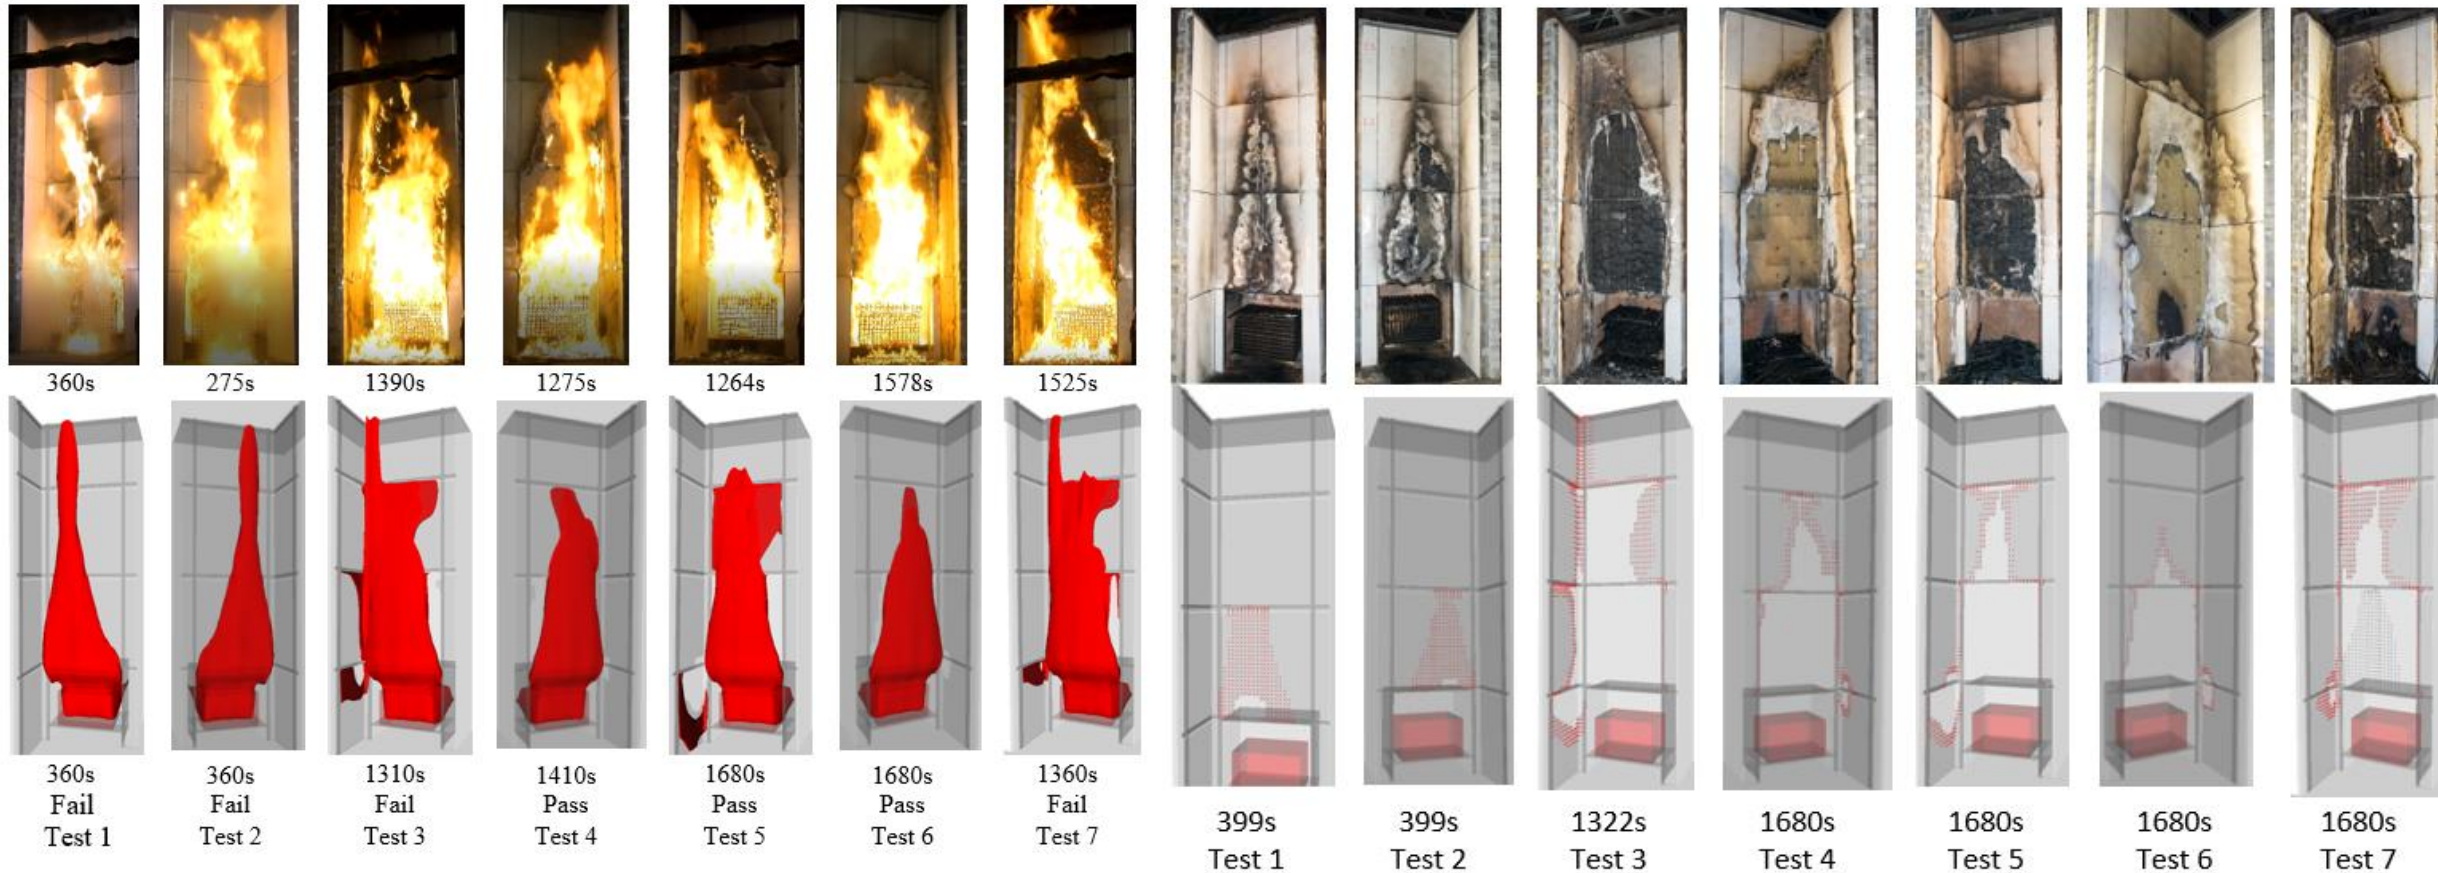 360s 275s 1390s 1275s 1264s 1578s 1525s
360s 360s 1310s 1410s 1680s 1680s 1360s
Fail Fail Fail Pass Pass Pass Fail
Test 1 Test 2 Test 3 Test 4 Test 5 Test 6 Test 7
399s 399s 1322s 1680s 1680s 1680s 1680s
Test 1 Test 2 Test 3 Test 4 Test 5 Test 6 Test 7